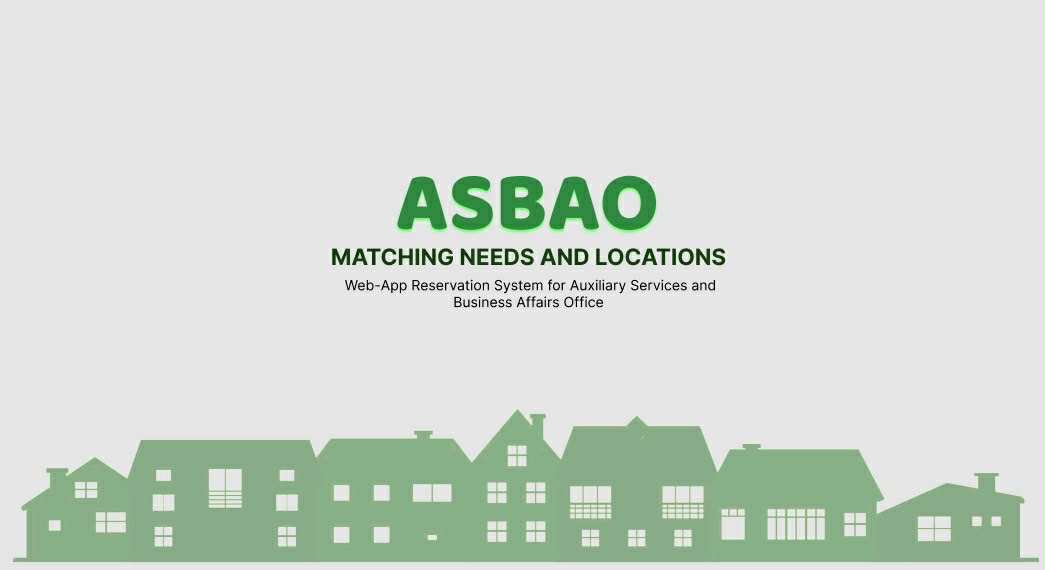 ASBAO
MATCHING NEEDS AND LOCATIONS
Web-App Reservation System for Auxiliary Services and
Business Affairs Office